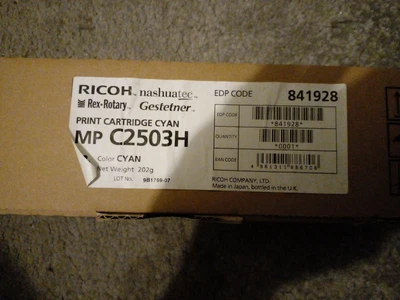 RICOH nashuatec
Rex-Rotary Gestetner
PRINT CARTRIDGE CYAN
MP C2503H
Color CYAN
Net Weight: 202g
LOT No.
EDP CODE 841928
EDP CODE
*841928*
QUANTITY
*0001*
EAN CODE
RICOH COMPANY, LTD.
Made in Japan, bottled in the U.K.